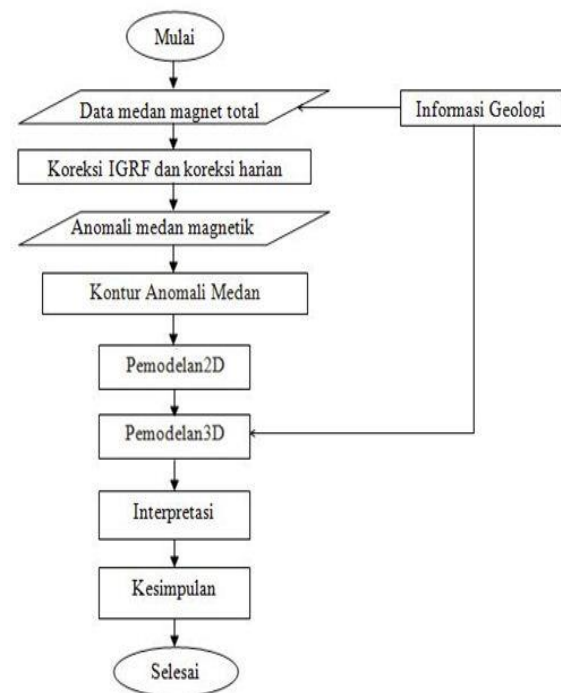 Mulai
Data medan magnet total
Informasi Geologi
Koreksi IGRF dan koreksi harian
Anomali medan magnetik
Kontur Anomali Medan
Pemodelan2D
Pemodelan3D
Interpretasi
Kesimpulan
Selesai